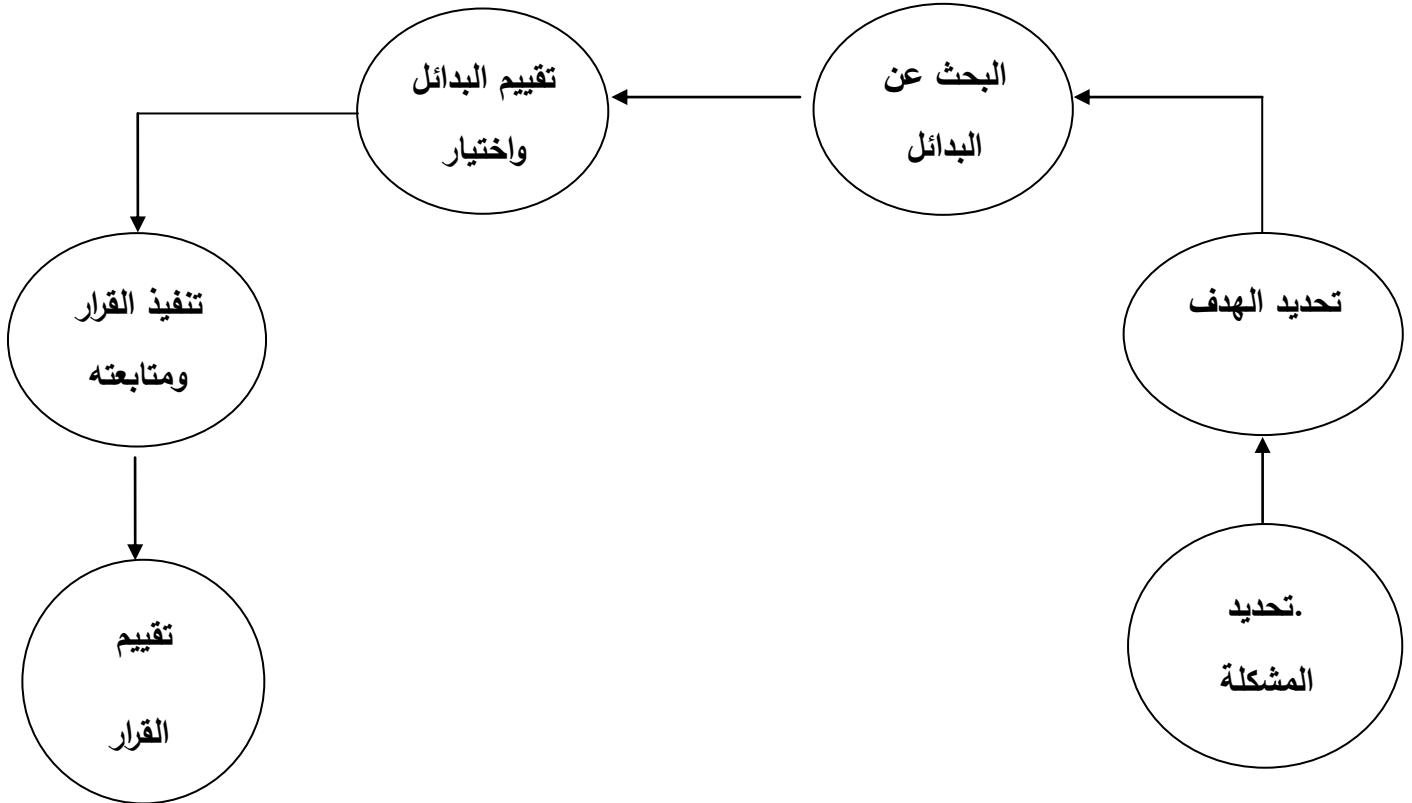 البحث عن
البدائل
تقييم البدائل
واختيار
تحديد الهدف
تنفيذ القرار
ومتابعته
.تحديد
المشكلة
تقييم
القرار